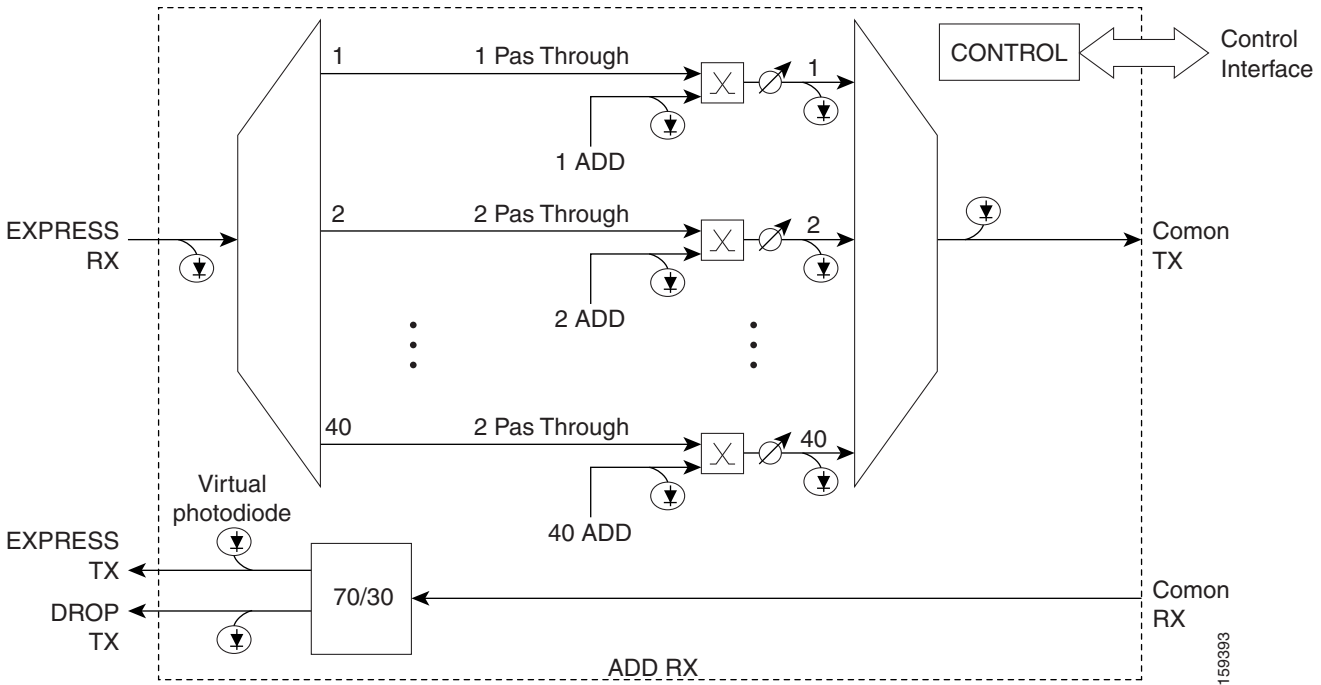 1
1 Pas Through
1
CONTROL
Control
Interface
1 ADD
EXPRESS
RX
2
2 Pas Through
2
Comon
TX
2 ADD
40
2 Pas Through
40
Virtual
photodiode
40 ADD
EXPRESS
TX
DROP
TX
70/30
Comon
RX
ADD RX
159393